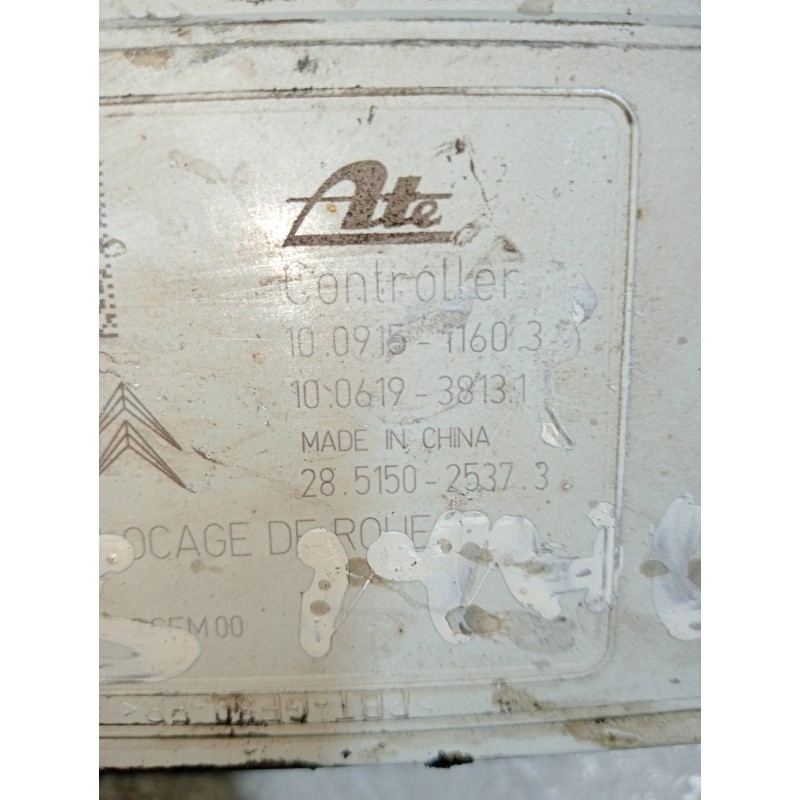 Ate
Controller
10.0915-1160.3
10.0619-3813.1
MADE IN CHINA
28.5150-2537.3
OCAGE DE ROUE
M00